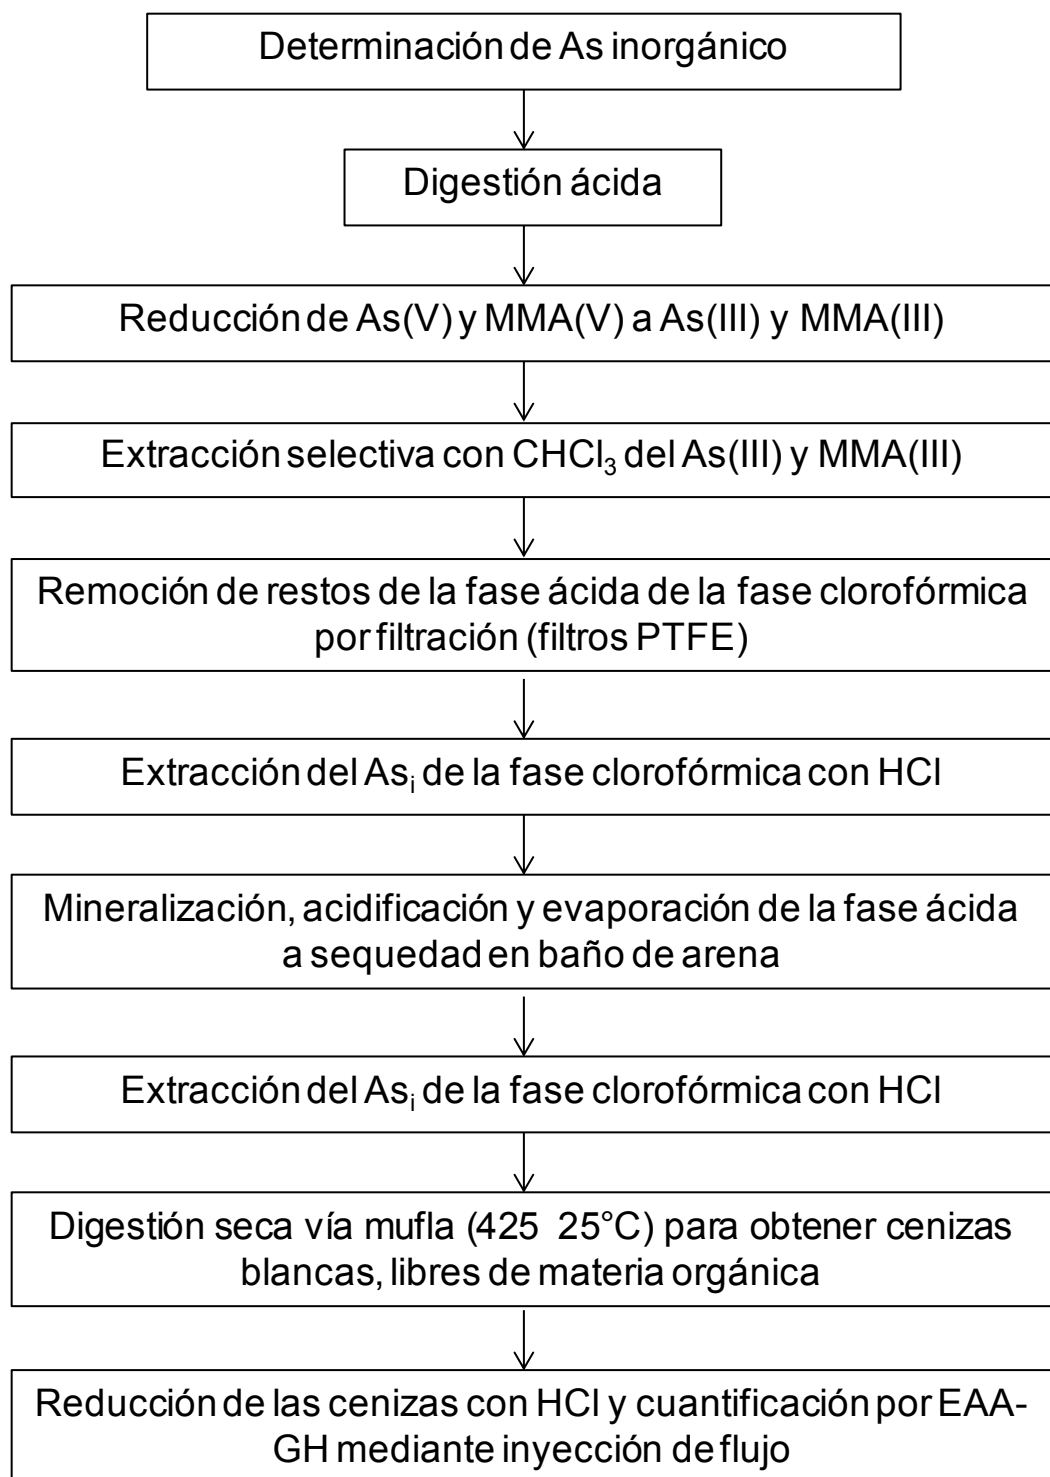 Determinación de As inorgánico
Digestión ácida
Reducción de As(V) y MMA(V) a As(III) y MMA(III)
Extracción selectiva con CHCl₃ del As(III) y MMA(III)
Remoción de restos de la fase ácida de la fase clorofórmica
por filtración (filtros PTFE)
Extracción del Asᵢ de la fase clorofórmica con HCl
Mineralización, acidificación y evaporación de la fase ácida
a sequedad en baño de arena
Extracción del Asᵢ de la fase clorofórmica con HCl
Digestión seca vía mufla (425 25°C) para obtener cenizas
blancas, libres de materia orgánica
Reducción de las cenizas con HCl y cuantificación por EAA-
GH mediante inyección de flujo